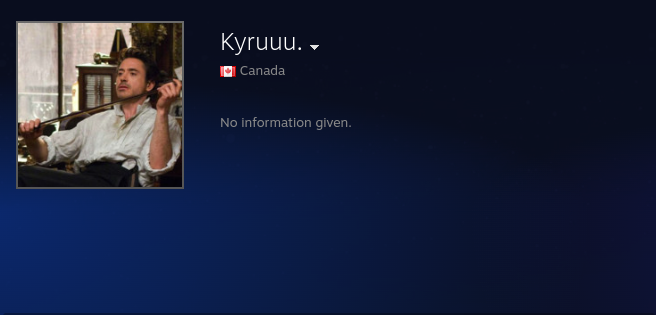 Kyruuu.
Canada
No information given.